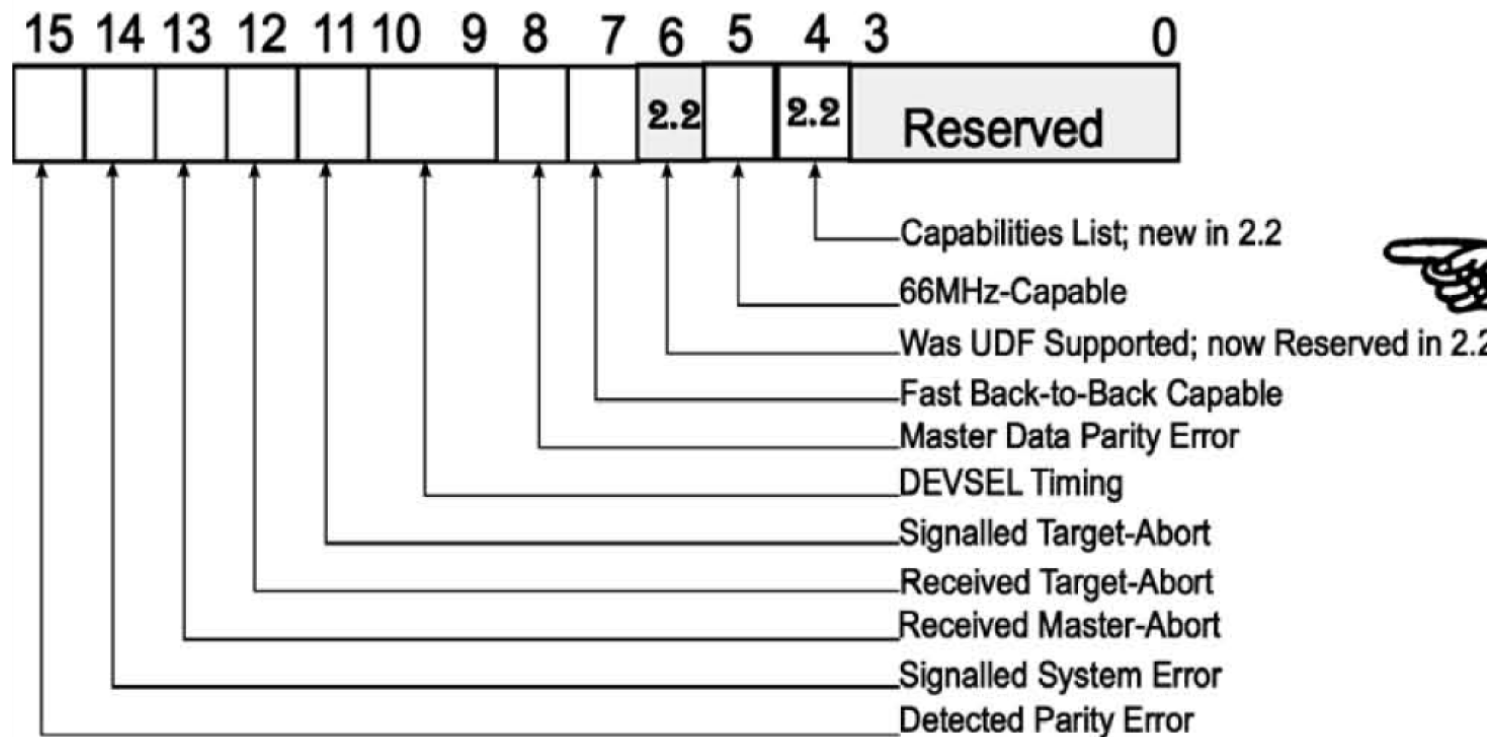 15 14 13 12 11 10 9 8 7 6 5 4 3 0
2.2 2.2 Reserved
Capabilities List; new in 2.2
66MHz-Capable
Was UDF Supported; now Reserved in 2.2
Fast Back-to-Back Capable
Master Data Parity Error
DEVSEL Timing
Signalled Target-Abort
Received Target-Abort
Received Master-Abort
Signalled System Error
Detected Parity Error